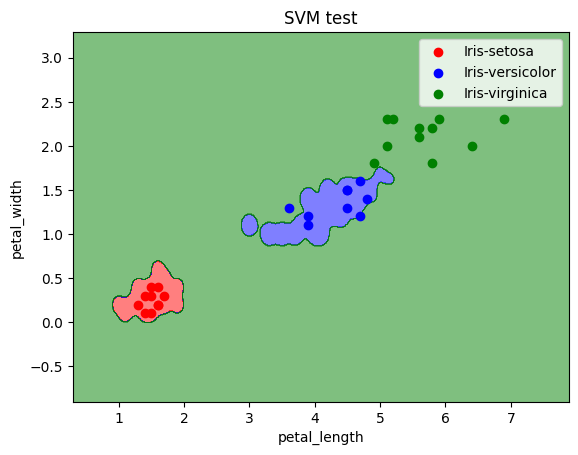 SVM test
Iris-setosa
Iris-versicolor
Iris-virginica
3.0
2.5
2.0
1.5
1.0
0.5
0.0
−0.5
petal_width
1 2 3 4 5 6 7
petal_length